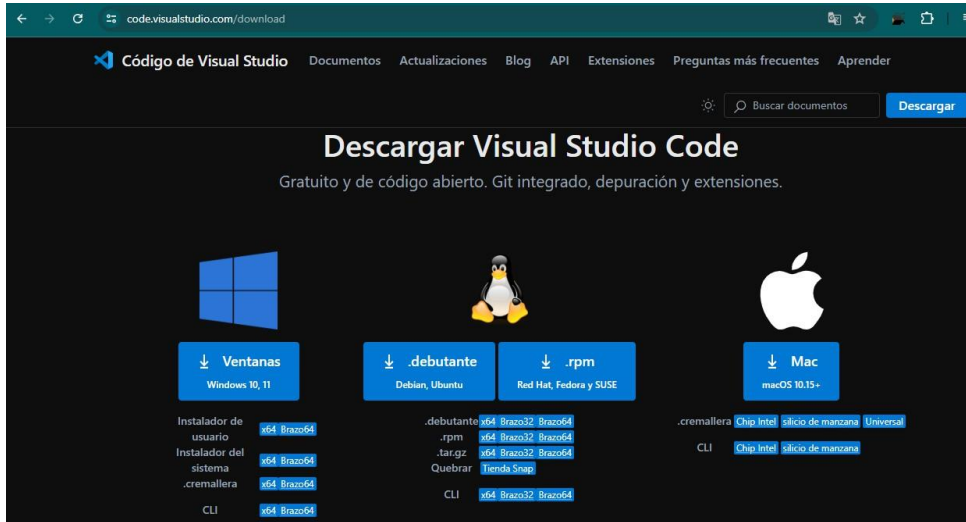 code.visualstudio.com/download
Código de Visual Studio Documentos Actualizaciones Blog API Extensiones Preguntas más frecuentes Aprender
Buscar documentos Descargar
Descargar Visual Studio Code
Gratuito y de código abierto. Git integrado, depuración y extensiones.
Ventanas
Windows 10, 11
.debutante
Debian, Ubuntu
.rpm
Red Hat, Fedora y SUSE
Mac
macOS 10.15+
Instalador de usuario x64 Brazo64
Instalador del sistema x64 Brazo64
.cremallera x64 Brazo64
CLI x64 Brazo64
.debutante x64 Brazo32 Brazo64
.rpm x64 Brazo32 Brazo64
.tar.gz x64 Brazo32 Brazo64
Quebrar Tienda Snap
CLI x64 Brazo32 Brazo64
.cremallera Chip Intel silicio de manzana Universal
CLI Chip Intel silicio de manzana